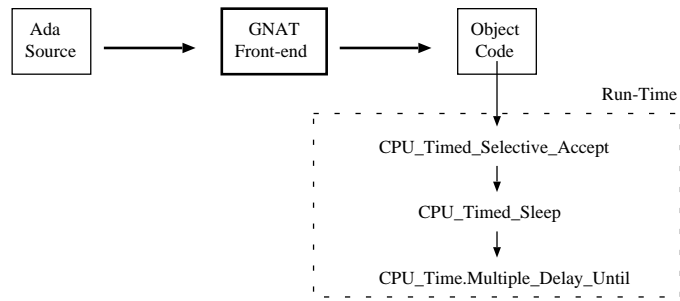 Ada
Source
GNAT
Front-end
Object
Code
Run-Time
CPU_Timed_Selective_Accept
CPU_Timed_Sleep
CPU_Time.Multiple_Delay_Until